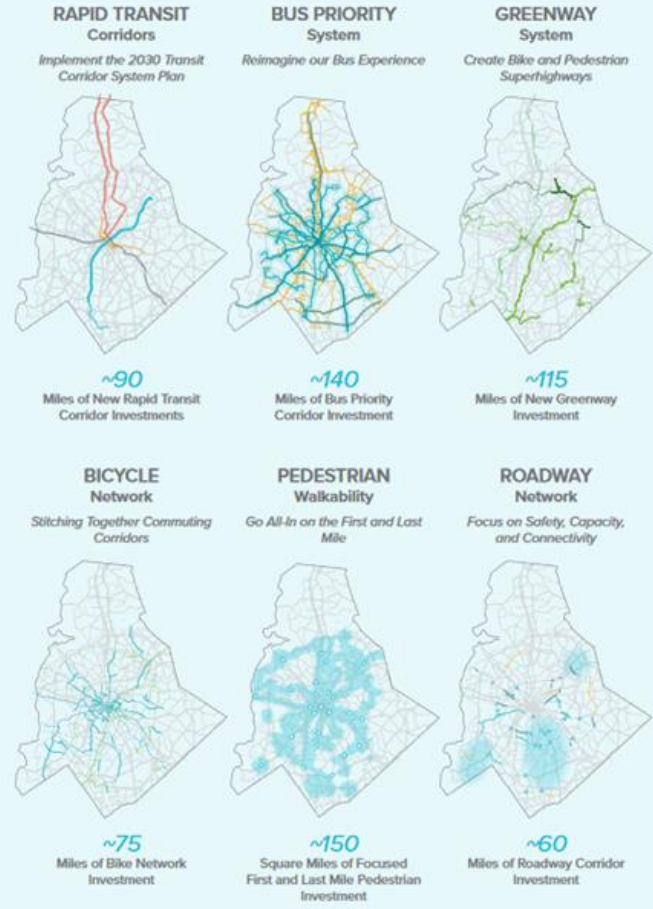 RAPID TRANSIT
Corridors
Implement the 2030 Transit
Corridor System Plan
~90
Miles of New Rapid Transit
Corridor Investments
BUS PRIORITY
System
Reimagine our Bus Experience
~140
Miles of Bus Priority
Corridor Investment
GREENWAY
System
Create Bike and Pedestrian
Superhighways
~115
Miles of New Greenway
Investment
BICYCLE
Network
Stitching Together Commuting
Corridors
~75
Miles of Bike Network
Investment
PEDESTRIAN
Walkability
Go All-In on the First and Last
Mile
~150
Square Miles of Focused
First and Last Mile Pedestrian
Investment
ROADWAY
Network
Focus on Safety, Capacity,
and Connectivity
~60
Miles of Roadway Corridor
Investment